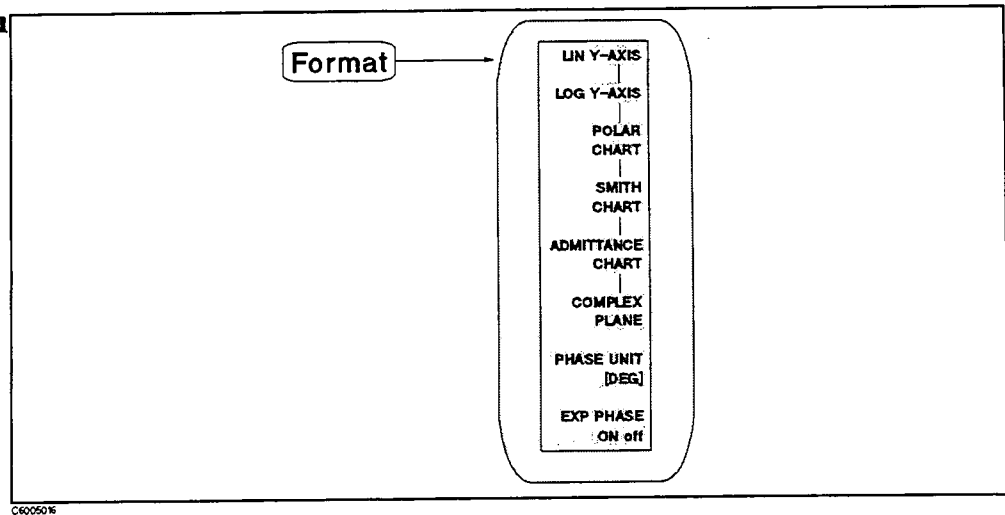 Format
LIN Y-AXIS
LOG Y-AXIS
POLAR
CHART
SMITH
CHART
ADMITTANCE
CHART
COMPLEX
PLANE
PHASE UNIT
[DEG]
EXP PHASE
ON off
C6005016